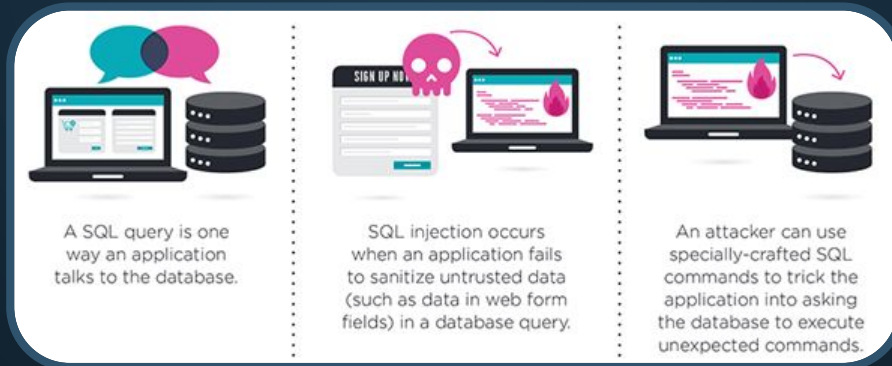 A SQL query is one
way an application
talks to the database.
SIGN UP NO
SQL injection occurs
when an application fails
to sanitize untrusted data
(such as data in web form
fields) in a database query.
An attacker can use
specially-crafted SQL
commands to trick the
application into asking
the database to execute
unexpected commands.